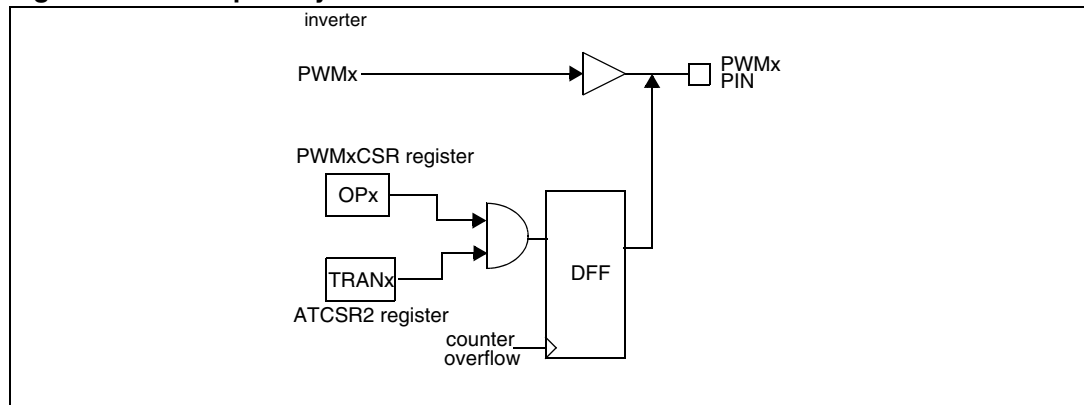 inverter
PWMx
PWMx
PIN
PWMxCSR register
OPx
TRANx
DFF
ATCSR2 register
counter
overflow